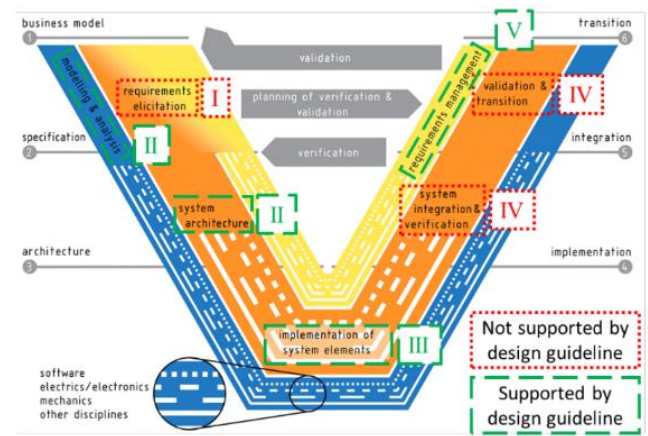 business model
1
transition
6
V
validation
modelling & analysis
requirements
elicitation
I
planning of verification &
validation
requirements management
validation &
transition
IV
specification
2
II
verification
integration
5
system
architecture
II
system
integration &
verification
IV
architecture
3
implementation
4
implementation of
system elements
III
Not supported by
design guideline
software
electrics/electronics
mechanics
other disciplines
Supported by
design guideline